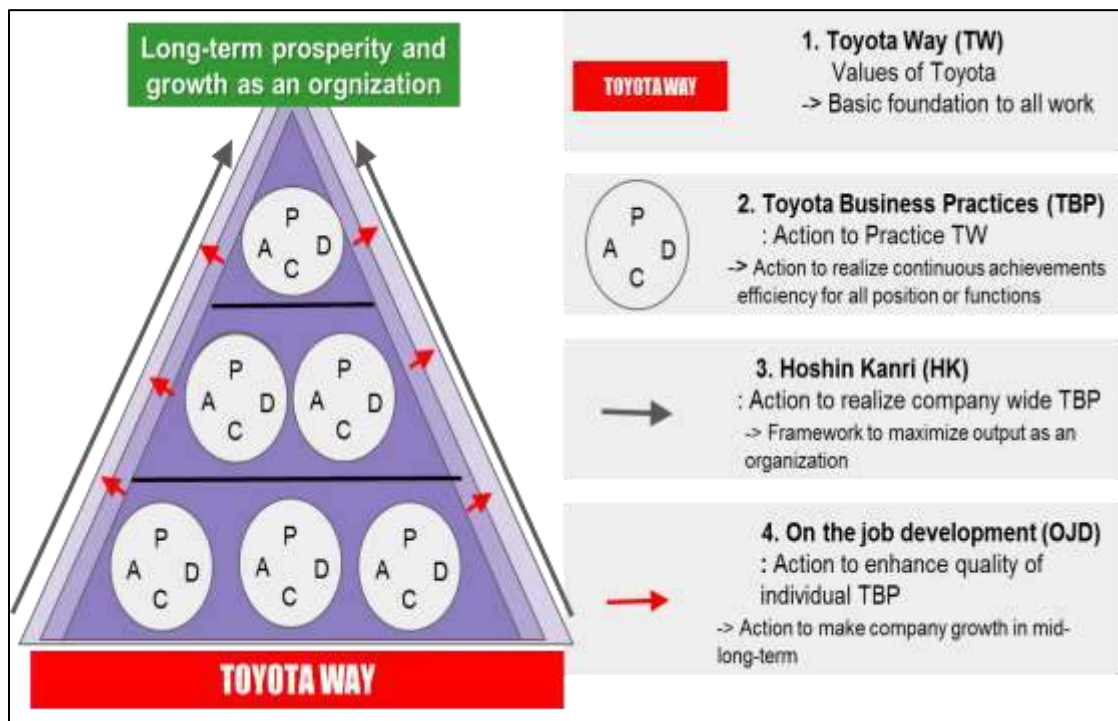 Long-term prosperity and
growth as an orgnization
P
A
D
C
P
A
D
C
P
A
D
C
P
A
D
C
P
A
D
C
P
A
D
C
TOYOTA WAY
1. Toyota Way (TW)
Values of Toyota
-> Basic foundation to all work
TOYOTAWAY
2. Toyota Business Practices (TBP)
: Action to Practice TW
-> Action to realize continuous achievements
efficiency for all position or functions
P
A
D
C
3. Hoshin Kanri (HK)
: Action to realize company wide TBP
-> Framework to maximize output as an
organization
4. On the job development (OJD)
: Action to enhance quality of
individual TBP
-> Action to make company growth in mid-
long-term